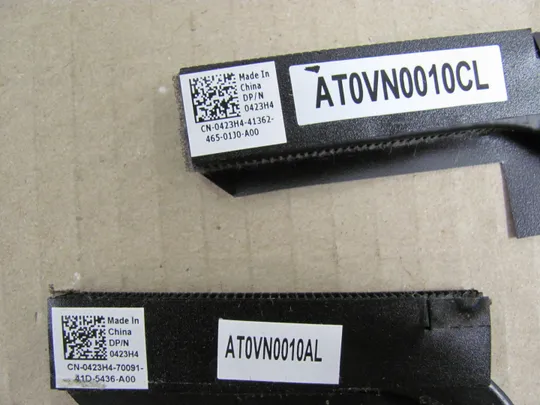 Made In
China
DP/N
0423H4
CN-0423H4-41362-
465-01J0-A00
AT0VN0010CL
Made In
China
DP/N
0423H4
CN-0423H4-70091-
41D-5436-A00
AT0VN0010AL